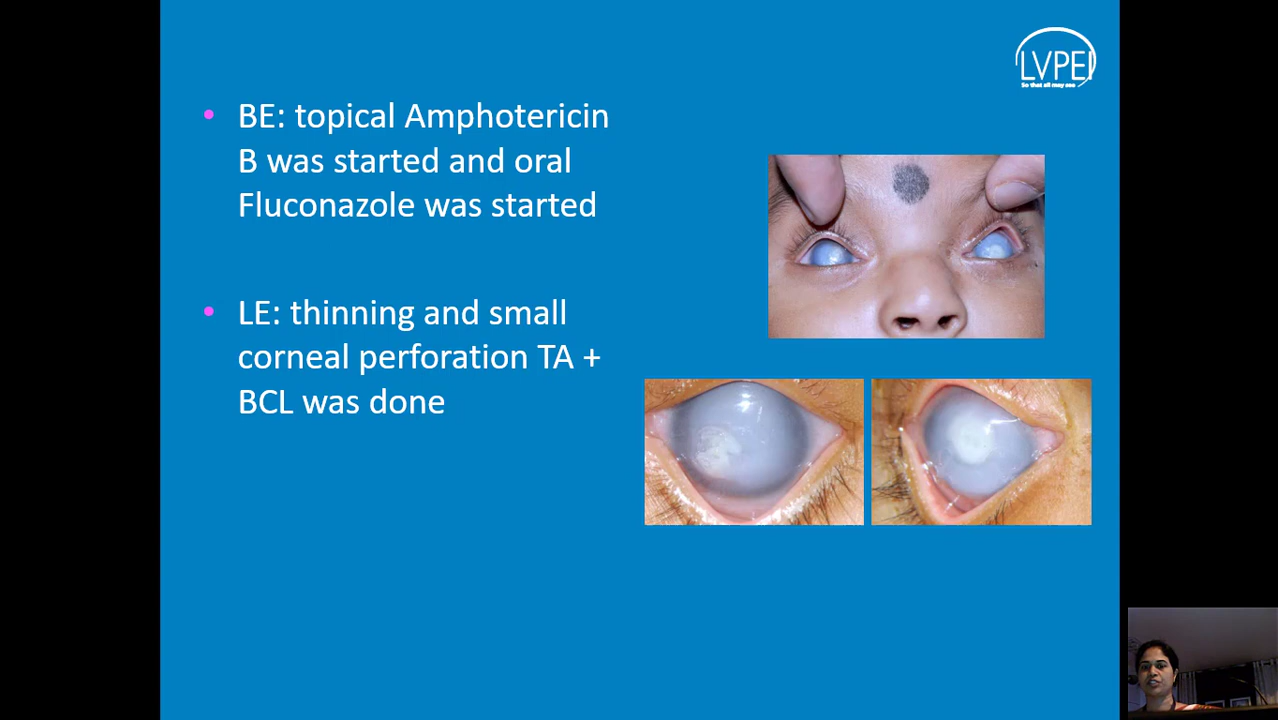 LVPEI
So that all may see
• BE: topical Amphotericin
B was started and oral
Fluconazole was started
• LE: thinning and small
corneal perforation TA +
BCL was done